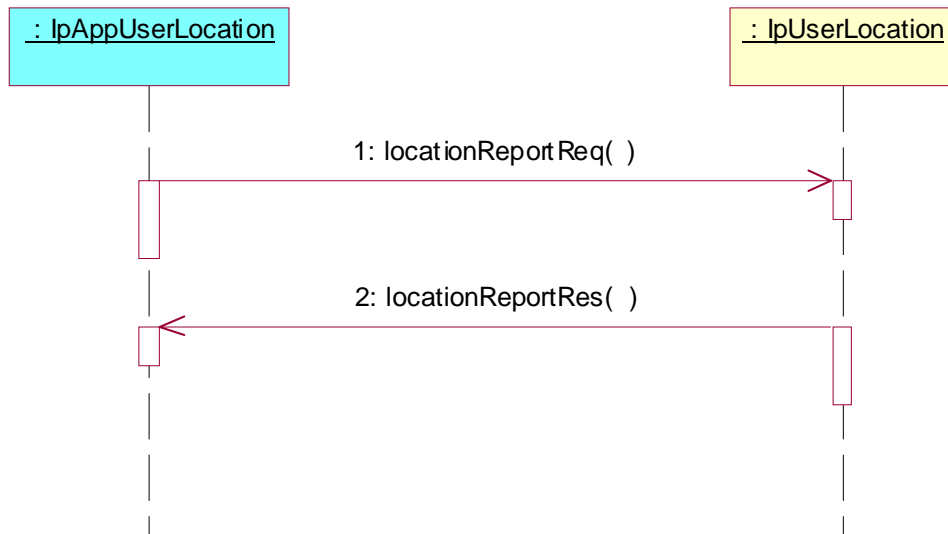 : IpAppUserLocation
: IpUserLocation
1: locationReportReq( )
2: locationReportRes( )